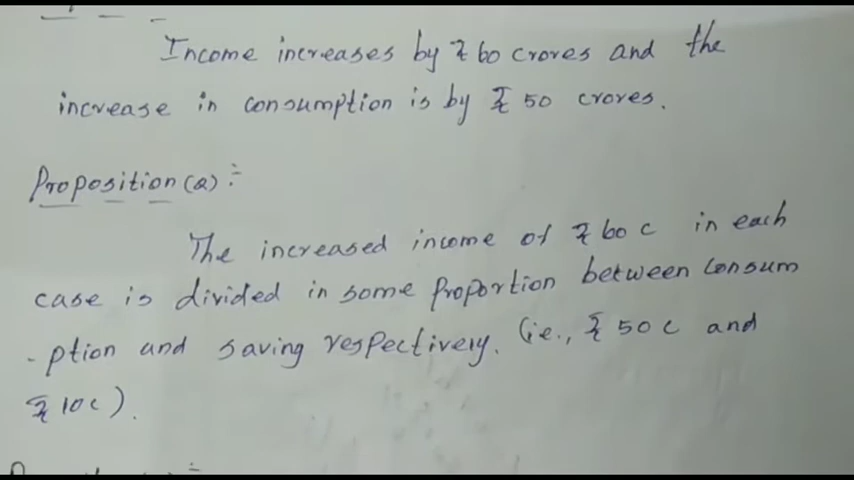 Income increases by ₹ 60 crores and the
increase in consumption is by ₹ 50 crores.
Proposition (2) :-
The increased income of ₹ 60 c in each
case is divided in some proportion between consum
-ption and saving respectively. (i.e., ₹ 50 c and
₹ 10 c).